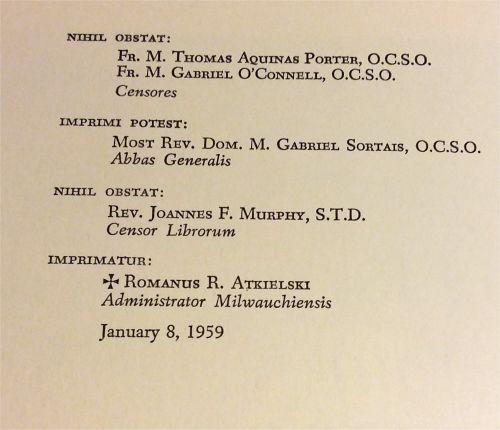 NIHIL OBSTAT:
FR. M. THOMAS AQUINAS PORTER, O.C.S.O.
FR. M. GABRIEL O'CONNELL, O.C.S.O.
Censores
IMPRIMI POTEST:
MOST REV. DOM. M. GABRIEL SORTAIS, O.C.S.O.
Abbas Generalis
NIHIL OBSTAT:
REV. JOANNES F. MURPHY, S.T.D.
Censor Librorum
IMPRIMATUR:
✠ ROMANUS R. ATKIELSKI
Administrator Milwauchiensis
January 8, 1959